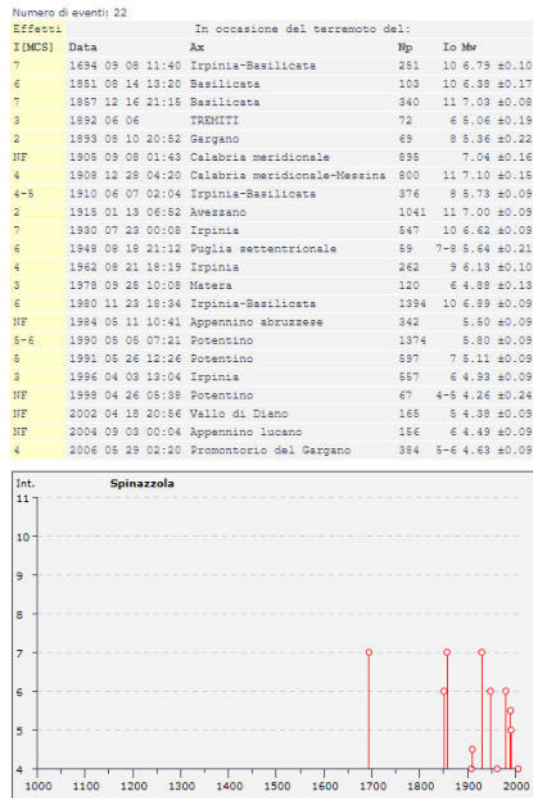 Numero di eventi: 22
Effetti In occasione del terremoto del:
I[MCS] Data Ax Np Io Mw
7 1694 09 08 11:40 Irpinia-Basilicata 251 10 6.79 ±0.10
6 1851 08 14 13:20 Basilicata 103 10 6.38 ±0.17
7 1857 12 16 21:15 Basilicata 340 11 7.03 ±0.08
3 1892 06 06 TREMITI 72 6 5.06 ±0.19
2 1893 08 10 20:52 Gargano 69 8 5.36 ±0.22
NF 1905 09 08 01:43 Calabria meridionale 895 7.04 ±0.16
4 1908 12 28 04:20 Calabria meridionale-Messina 800 11 7.10 ±0.15
4-5 1910 06 07 02:04 Irpinia-Basilicata 376 8 5.73 ±0.09
2 1915 01 13 06:52 Avezzano 1041 11 7.00 ±0.09
7 1930 07 23 00:08 Irpinia 547 10 6.62 ±0.09
6 1948 08 18 21:12 Puglia settentrionale 59 7-8 5.64 ±0.21
4 1962 08 21 18:19 Irpinia 262 9 6.13 ±0.10
3 1978 09 25 10:08 Matera 120 6 4.88 ±0.13
6 1980 11 23 18:34 Irpinia-Basilicata 1394 10 6.89 ±0.09
NF 1984 05 11 10:41 Appennino abruzzese 342 5.50 ±0.09
5-6 1990 05 05 07:21 Potentino 1374 5.80 ±0.09
5 1991 05 26 12:26 Potentino 597 7 5.11 ±0.09
3 1996 04 03 13:04 Irpinia 557 6 4.93 ±0.09
NF 1998 04 26 05:38 Potentino 67 4-5 4.26 ±0.24
NF 2002 04 18 20:56 Vallo di Diano 165 5 4.38 ±0.09
NF 2004 09 03 00:04 Appennino lucano 156 6 4.49 ±0.09
4 2006 05 29 02:20 Promontorio del Gargano 384 5-6 4.63 ±0.09
Int. Spinazzola
11
10
9
8
7
6
5
4
1000 1100 1200 1300 1400 1500 1600 1700 1800 1900 2000